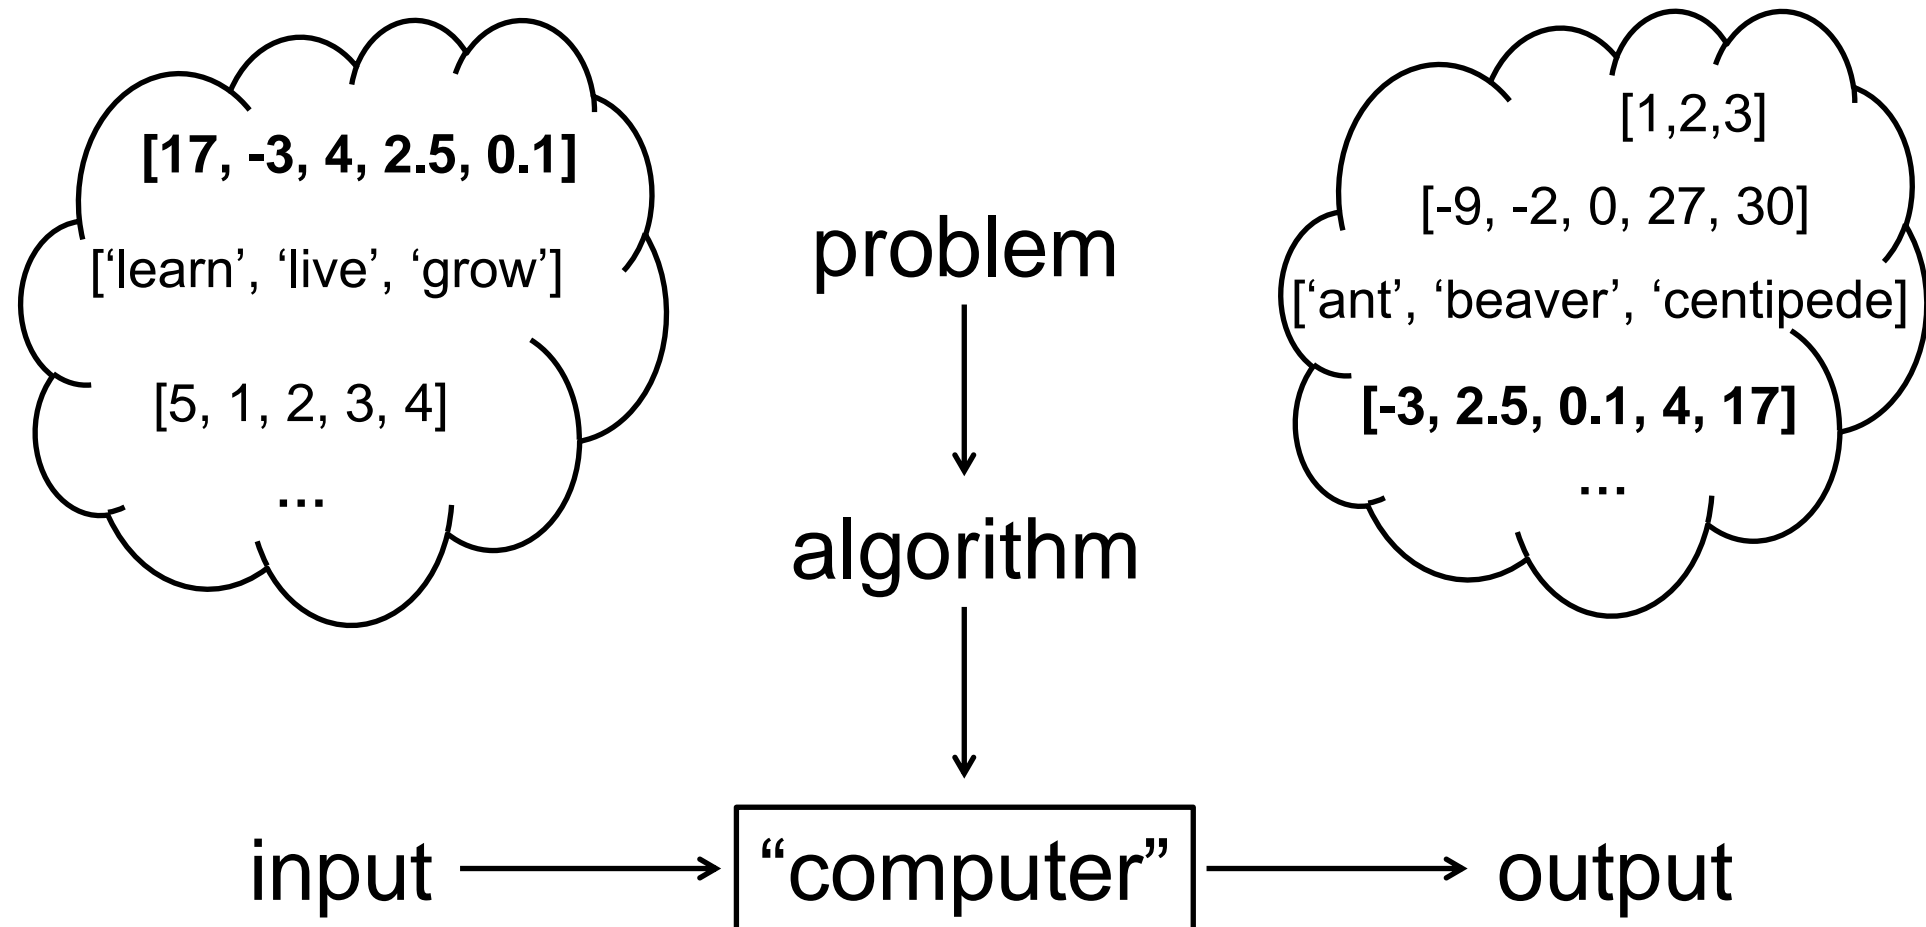 [17, -3, 4, 2.5, 0.1]
[‘learn’, ‘live’, ‘grow’]
[5, 1, 2, 3, 4]
...
problem
algorithm
[1,2,3]
[-9, -2, 0, 27, 30]
[‘ant’, ‘beaver’, ‘centipede]
[-3, 2.5, 0.1, 4, 17]
...
input
“computer”
output